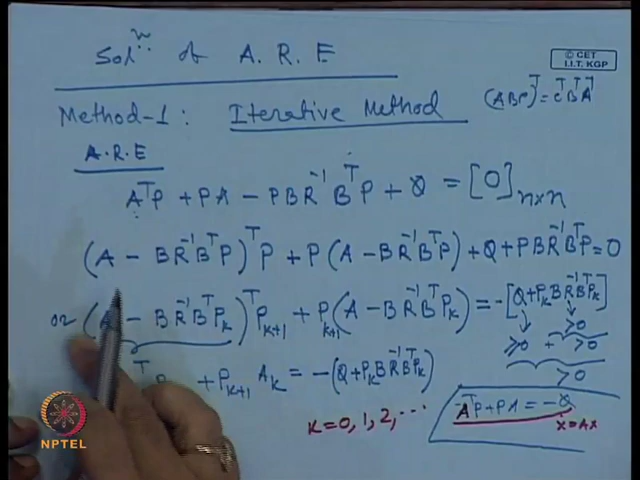 Solⁿ of A.R.E
© CET
I.I.T. KGP
Method-1: Iterative Method
(ABC)ᵀ = CᵀBᵀAᵀ
A.R.E
AᵀP + PA − PBR⁻¹BᵀP + Q = [0]ₙₓₙ
(A − BR⁻¹BᵀP)ᵀP + P(A − BR⁻¹BᵀP) + Q + PBR⁻¹BᵀP = 0
or (A − BR⁻¹BᵀPₖ)ᵀPₖ₊₁ + Pₖ₊₁(A − BR⁻¹BᵀPₖ) = −[Q + PₖBR⁻¹BᵀPₖ]
>0
≥0 + >0
>0
+ Pₖ₊₁Aₖ = −(Q + PₖBR⁻¹BᵀPₖ)
AᵀP + PA = −Q
K = 0, 1, 2, ···
ẋ = Ax
NPTEL